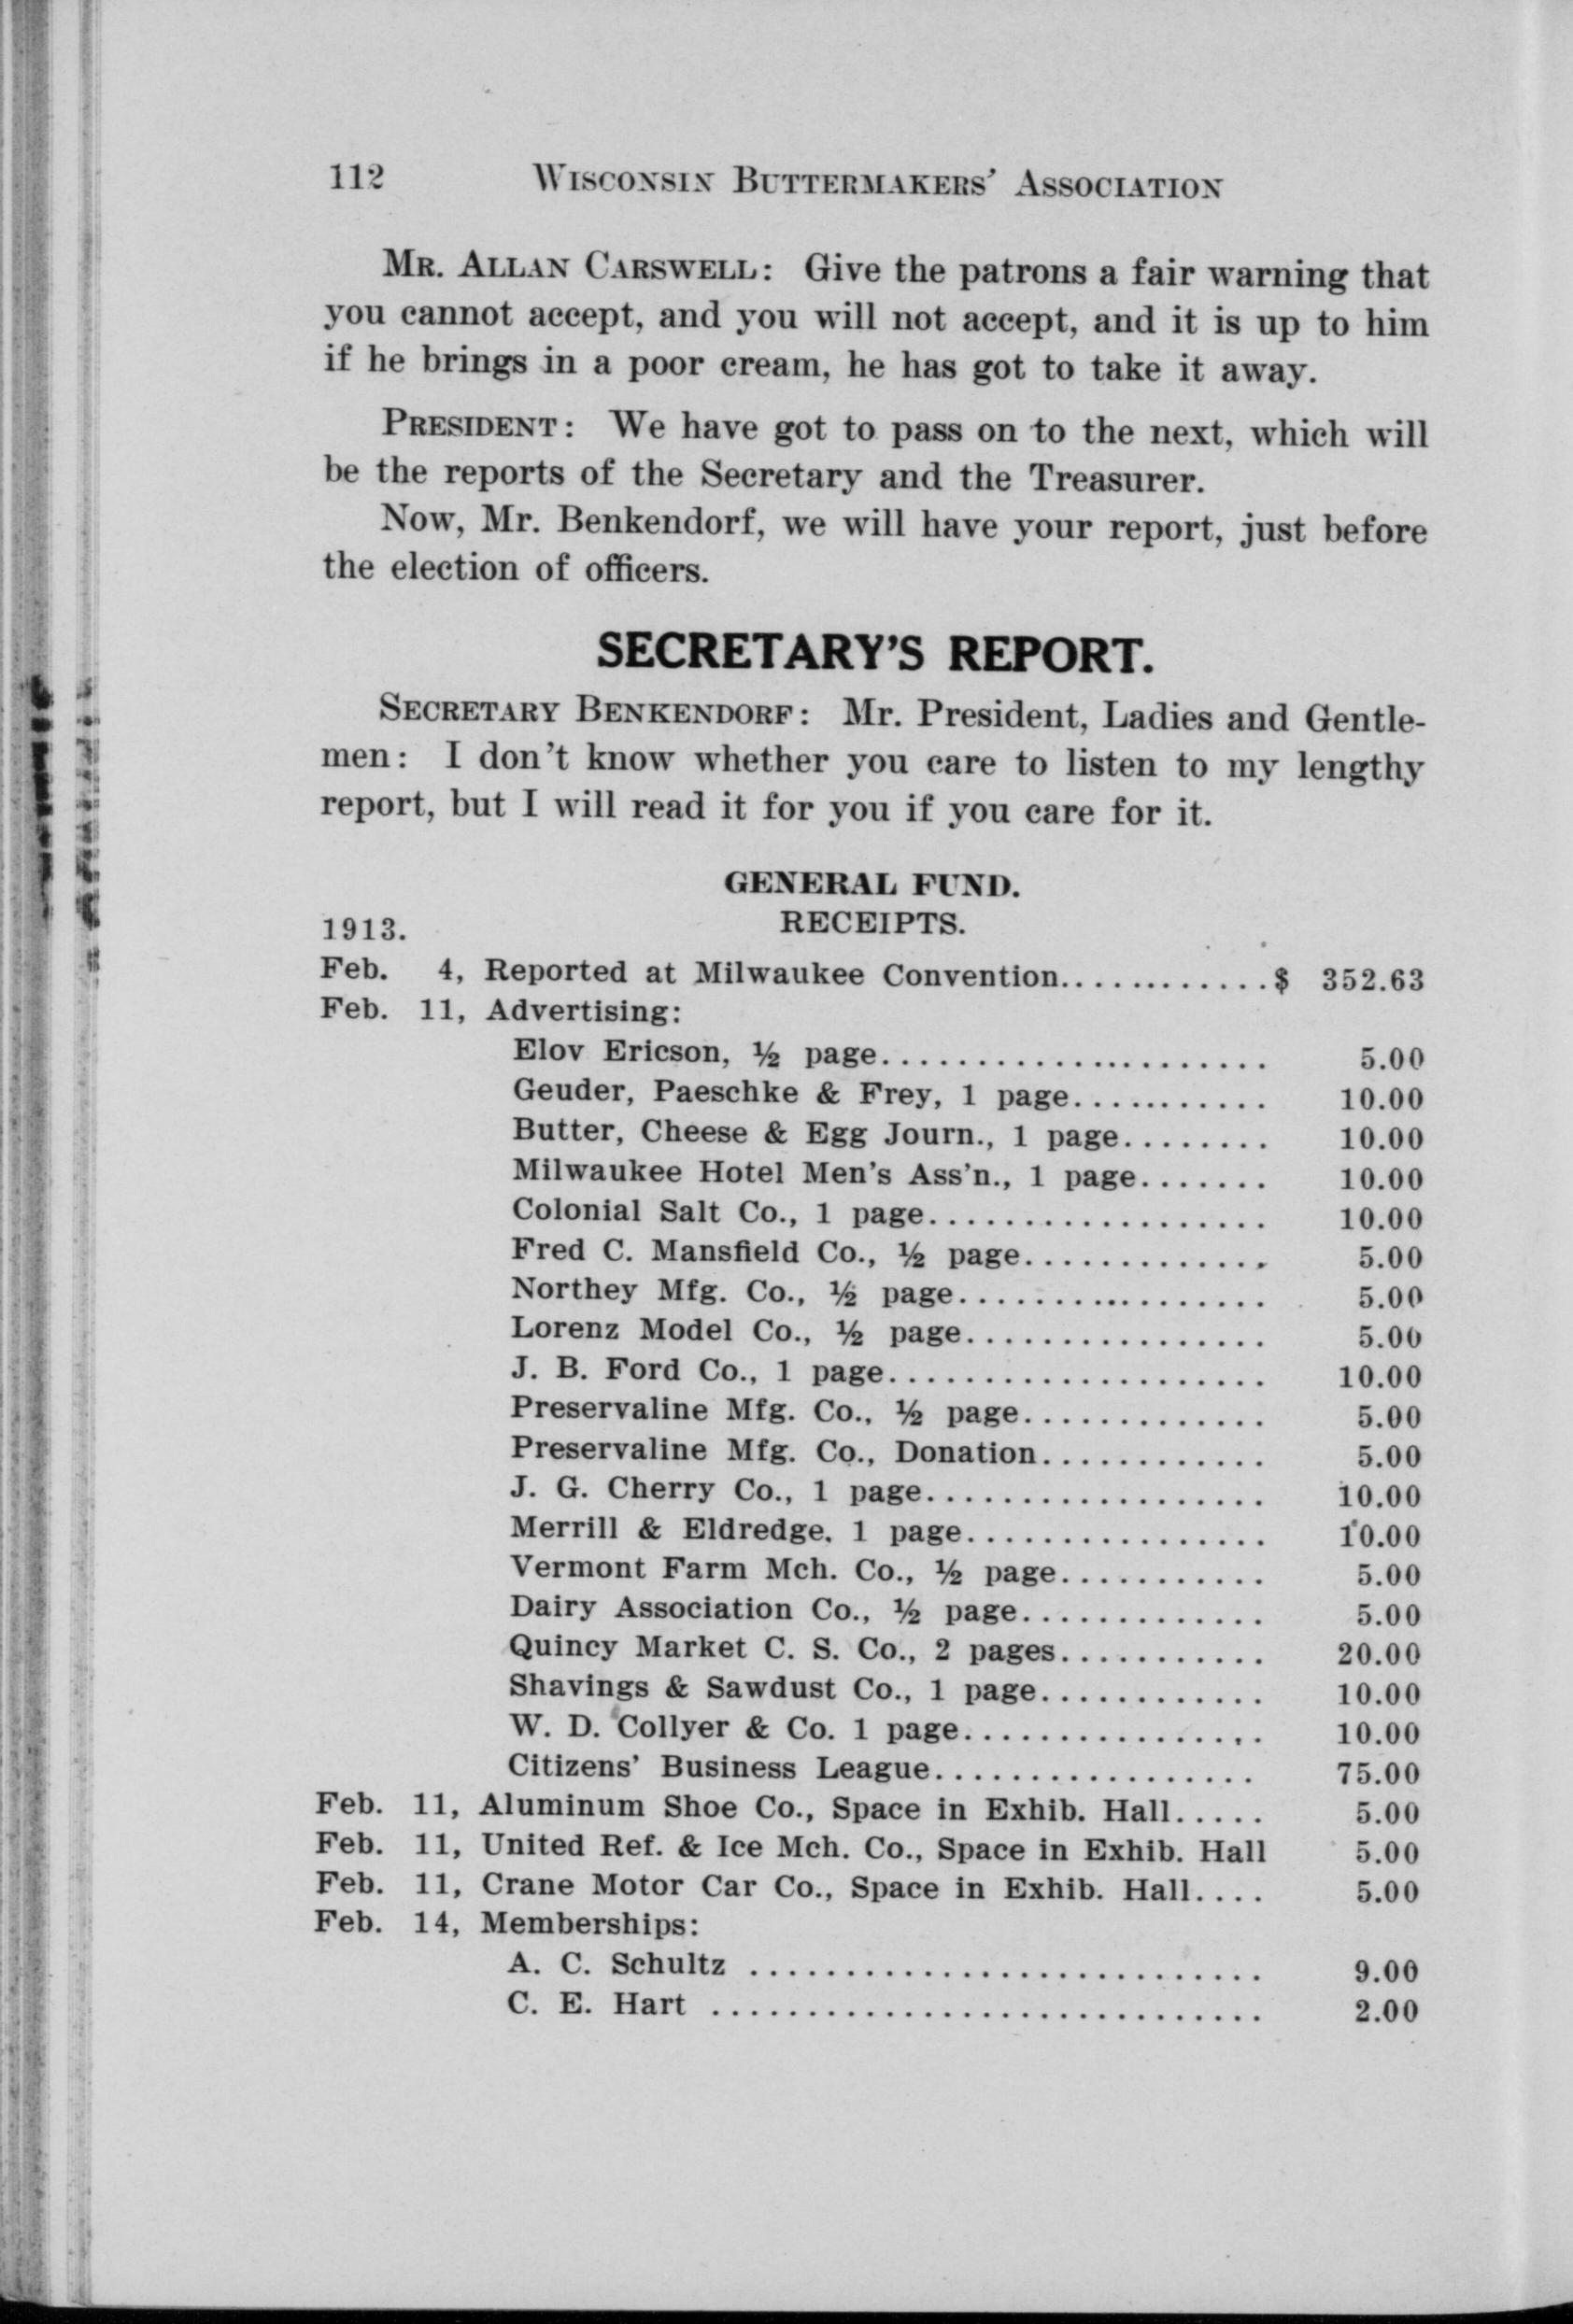 112 WISCONSIN BUTTERMAKERS' ASSOCIATION
MR. ALLAN CARSWELL: Give the patrons a fair warning that
you cannot accept, and you will not accept, and it is up to him
if he brings in a poor cream, he has got to take it away.
PRESIDENT: We have got to pass on to the next, which will
be the reports of the Secretary and the Treasurer.
Now, Mr. Benkendorf, we will have your report, just before
the election of officers.
SECRETARY'S REPORT.
SECRETARY BENKENDORF: Mr. President, Ladies and Gentle-
men: I don't know whether you care to listen to my lengthy
report, but I will read it for you if you care for it.
GENERAL FUND.
1913. RECEIPTS.
Feb. 4, Reported at Milwaukee Convention.............$ 352.63
Feb. 11, Advertising:
Elov Ericson, ½ page..................... 5.00
Geuder, Paeschke & Frey, 1 page........... 10.00
Butter, Cheese & Egg Journ., 1 page........ 10.00
Milwaukee Hotel Men's Ass'n., 1 page....... 10.00
Colonial Salt Co., 1 page.................. 10.00
Fred C. Mansfield Co., ½ page............. 5.00
Northey Mfg. Co., ½ page................. 5.00
Lorenz Model Co., ½ page................ 5.00
J. B. Ford Co., 1 page.................... 10.00
Preservaline Mfg. Co., ½ page............. 5.00
Preservaline Mfg. Co., Donation............ 5.00
J. G. Cherry Co., 1 page.................. 10.00
Merrill & Eldredge, 1 page................ 10.00
Vermont Farm Mch. Co., ½ page........... 5.00
Dairy Association Co., ½ page............. 5.00
Quincy Market C. S. Co., 2 pages........... 20.00
Shavings & Sawdust Co., 1 page............ 10.00
W. D. Collyer & Co. 1 page................ 10.00
Citizens' Business League................. 75.00
Feb. 11, Aluminum Shoe Co., Space in Exhib. Hall..... 5.00
Feb. 11, United Ref. & Ice Mch. Co., Space in Exhib. Hall 5.00
Feb. 11, Crane Motor Car Co., Space in Exhib. Hall.... 5.00
Feb. 14, Memberships:
A. C. Schultz ........................... 9.00
C. E. Hart ............................. 2.00